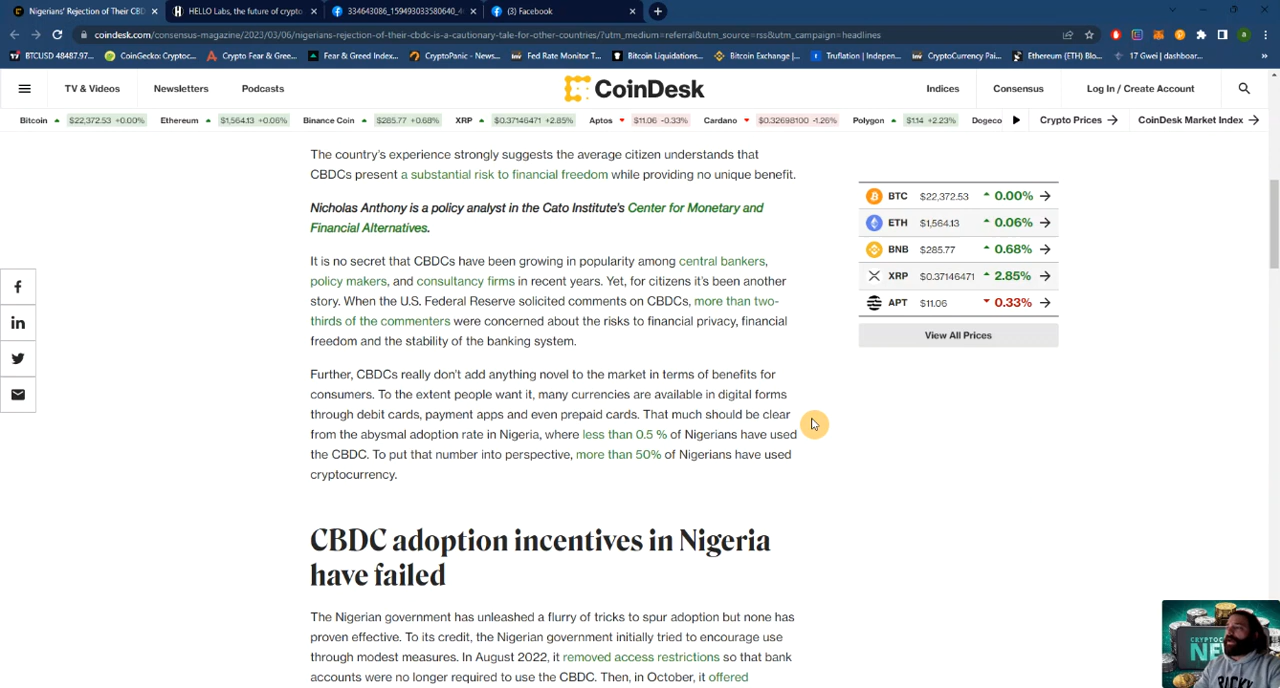 Nigerians' Rejection of Their CBD
HELLO Labs, the future of crypto
334643086_159493033580640_4
(3) Facebook
coindesk.com/consensus-magazine/2023/03/06/nigerians-rejection-of-their-cbdc-is-a-cautionary-tale-for-other-countries/?utm_medium=referral&utm_source=rss&utm_campaign=headlines
BTCUSD 48487.97...
CoinGecko Cryptoc...
Crypto Fear & Gree...
Fear & Greed Index...
CryptoPanic - News...
Fed Rate Monitor T...
Bitcoin Liquidations...
Bitcoin Exchange |...
Truflation | Indepen...
CryptoCurrency Pai...
Ethereum (ETH) Blo...
17 Gwei | dashboar...
TV & Videos
Newsletters
Podcasts
CoinDesk
Indices
Consensus
Log In / Create Account
Bitcoin $22,372.53 +0.00%
Ethereum $1,564.13 +0.06%
Binance Coin $285.77 +0.68%
XRP $0.37146471 +2.85%
Aptos $11.06 -0.33%
Cardano $0.32698100 -1.26%
Polygon $1.14 +2.23%
Dogeco
Crypto Prices
CoinDesk Market Index
The country's experience strongly suggests the average citizen understands that
CBDCs present a substantial risk to financial freedom while providing no unique benefit.
Nicholas Anthony is a policy analyst in the Cato Institute's Center for Monetary and
Financial Alternatives.
It is no secret that CBDCs have been growing in popularity among central bankers,
policy makers, and consultancy firms in recent years. Yet, for citizens it's been another
story. When the U.S. Federal Reserve solicited comments on CBDCs, more than two-
thirds of the commenters were concerned about the risks to financial privacy, financial
freedom and the stability of the banking system.
Further, CBDCs really don't add anything novel to the market in terms of benefits for
consumers. To the extent people want it, many currencies are available in digital forms
through debit cards, payment apps and even prepaid cards. That much should be clear
from the abysmal adoption rate in Nigeria, where less than 0.5 % of Nigerians have used
the CBDC. To put that number into perspective, more than 50% of Nigerians have used
cryptocurrency.
CBDC adoption incentives in Nigeria
have failed
The Nigerian government has unleashed a flurry of tricks to spur adoption but none has
proven effective. To its credit, the Nigerian government initially tried to encourage use
through modest measures. In August 2022, it removed access restrictions so that bank
accounts were no longer required to use the CBDC. Then, in October, it offered
BTC $22,372.53 0.00%
ETH $1,564.13 0.06%
BNB $285.77 0.68%
XRP $0.37146471 2.85%
APT $11.06 0.33%
View All Prices